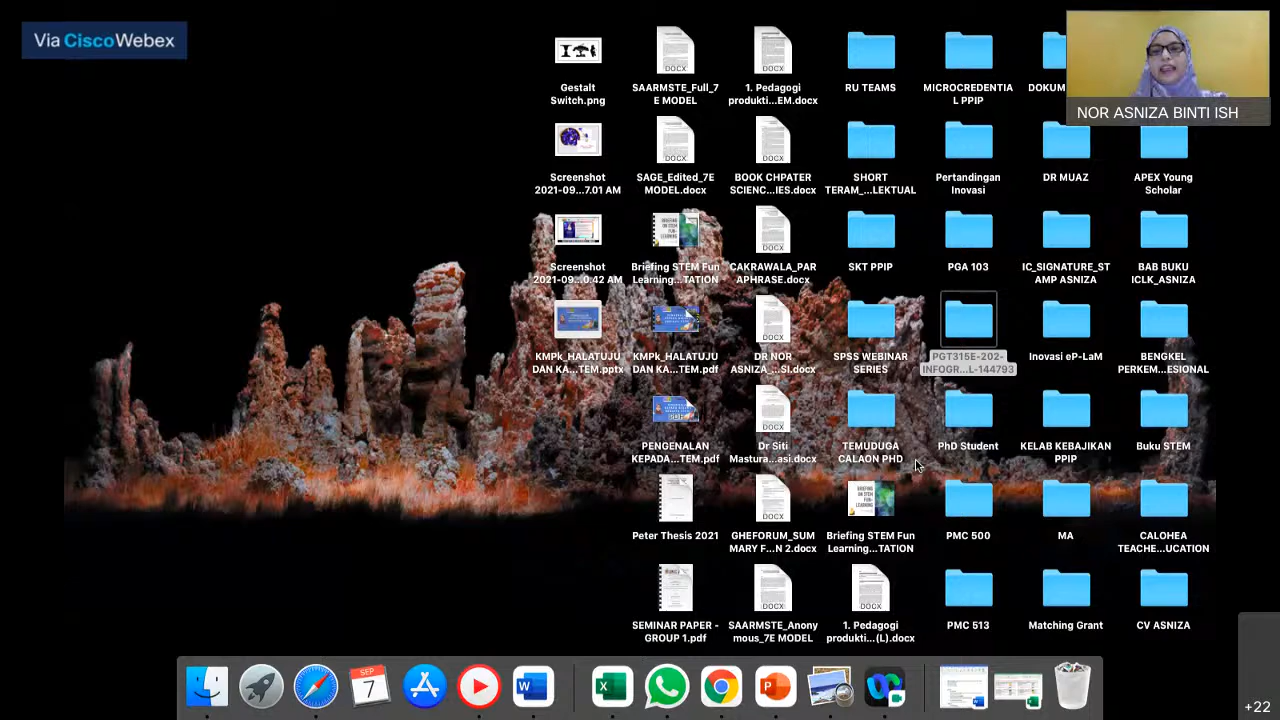 Via Cisco Webex
NOR ASNIZA BINTI ISH
Gestalt
Switch.png
SAARMSTE_Full_7
E MODEL
1. Pedagogi
produkti...EM.docx
RU TEAMS
MICROCREDENTIA
L PPIP
DOKUM
Screenshot
2021-09...7.01 AM
SAGE_Edited_7E
MODEL.docx
BOOK CHPATER
SCIENC...IES.docx
SHORT
TERAM_...LEKTUAL
Pertandingan
Inovasi
DR MUAZ
APEX Young
Scholar
Screenshot
2021-09...0.42 AM
Briefing STEM Fun
Learning...TATION
CAKRAWALA_PAR
APHRASE.docx
SKT PPIP
PGA 103
IC_SIGNATURE_ST
AMP ASNIZA
BAB BUKU
ICLK_ASNIZA
KMPk_HALATUJU
DAN KA...TEM.pptx
KMPk_HALATUJU
DAN KA...TEM.pdf
DR NOR
ASNIZA_...SI.docx
SPSS WEBINAR
SERIES
PGT315E-202-
INFOGR...L-144793
Inovasi eP-LaM
BENGKEL
PERKEM...ESIONAL
PENGENALAN
KEPADA...TEM.pdf
Dr Siti
Mastura...asi.docx
TEMUDUGA
CALAON PHD
PhD Student
KELAB KEBAJIKAN
PPIP
Buku STEM
Peter Thesis 2021
GHEFORUM_SUM
MARY F...N 2.docx
Briefing STEM Fun
Learning...TATION
PMC 500
MA
CALOHEA
TEACHE...UCATION
SEMINAR PAPER -
GROUP 1.pdf
SAARMSTE_Anony
mous_7E MODEL
1. Pedagogi
produkti...(L).docx
PMC 513
Matching Grant
CV ASNIZA
SEP
7
+22